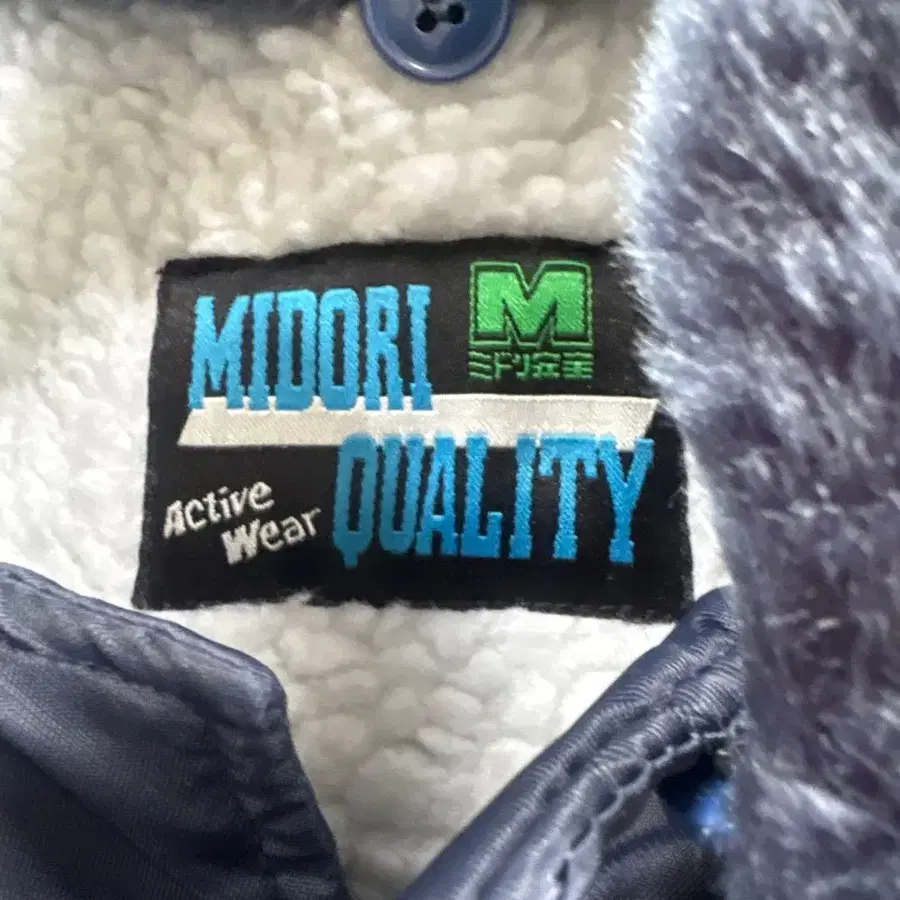 MIDORI
M
ミドリ安全
QUALITY
Active
Wear